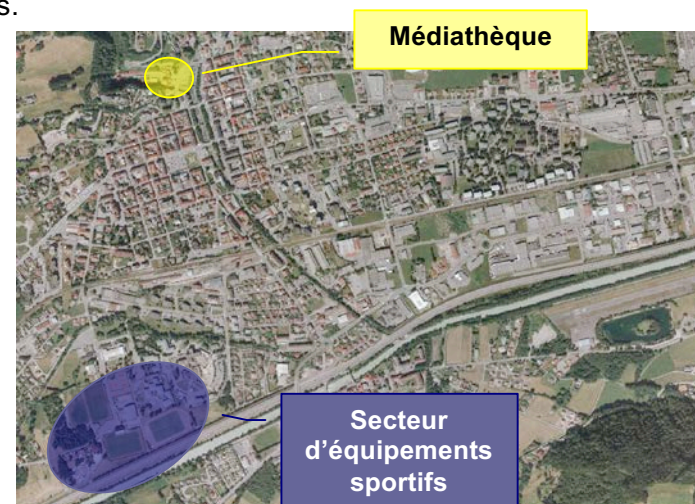 s.
Médiathèque
Secteur
d'équipements
sportifs